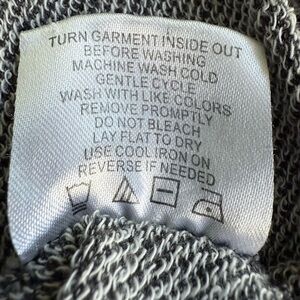 TURN GARMENT INSIDE OUT
BEFORE WASHING
MACHINE WASH COLD
GENTLE CYCLE
WASH WITH LIKE COLORS
REMOVE PROMPTLY
DO NOT BLEACH
LAY FLAT TO DRY
USE COOL IRON ON
REVERSE IF NEEDED